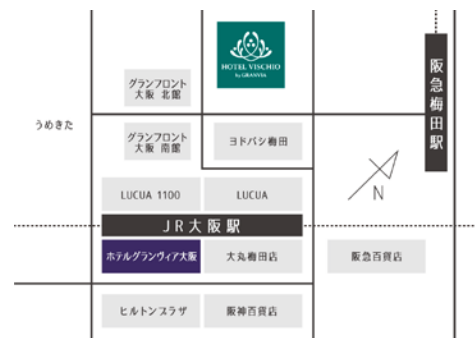 HOTEL VISCHIO
by GRANVIA
グランフロント
大阪 北館
阪急梅田駅
うめきた
グランフロント
大阪 南館
ヨドバシ梅田
N
LUCUA 1100
LUCUA
JR大阪駅
ホテルグランヴィア大阪
大丸梅田店
阪急百貨店
ヒルトンプラザ
阪神百貨店